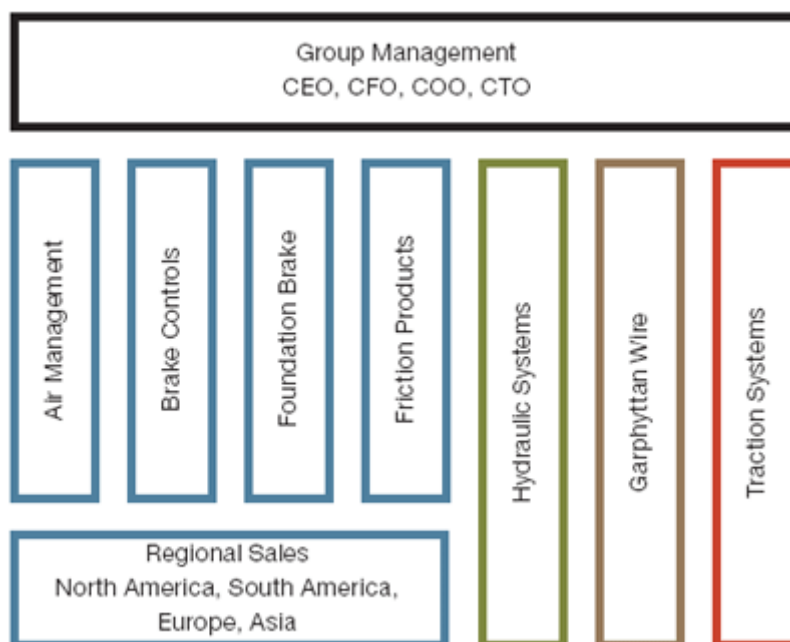 Group Management
CEO, CFO, COO, CTO
Air Management
Brake Controls
Foundation Brake
Friction Products
Hydraulic Systems
Garphyttan Wire
Traction Systems
Regional Sales
North America, South America,
Europe, Asia